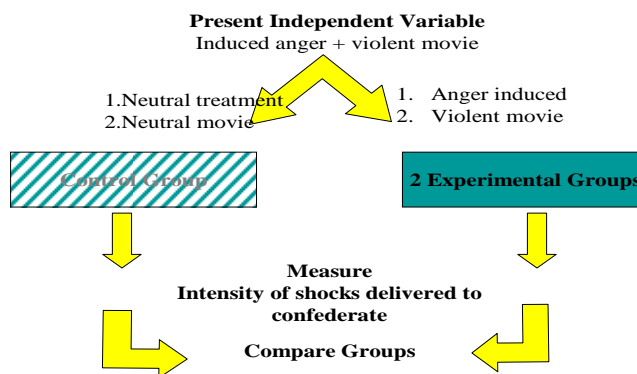 Present Independent Variable
Induced anger + violent movie
1.Neutral treatment
2.Neutral movie
1. Anger induced
2. Violent movie
Control Group
2 Experimental Groups
Measure
Intensity of shocks delivered to
confederate
Compare Groups